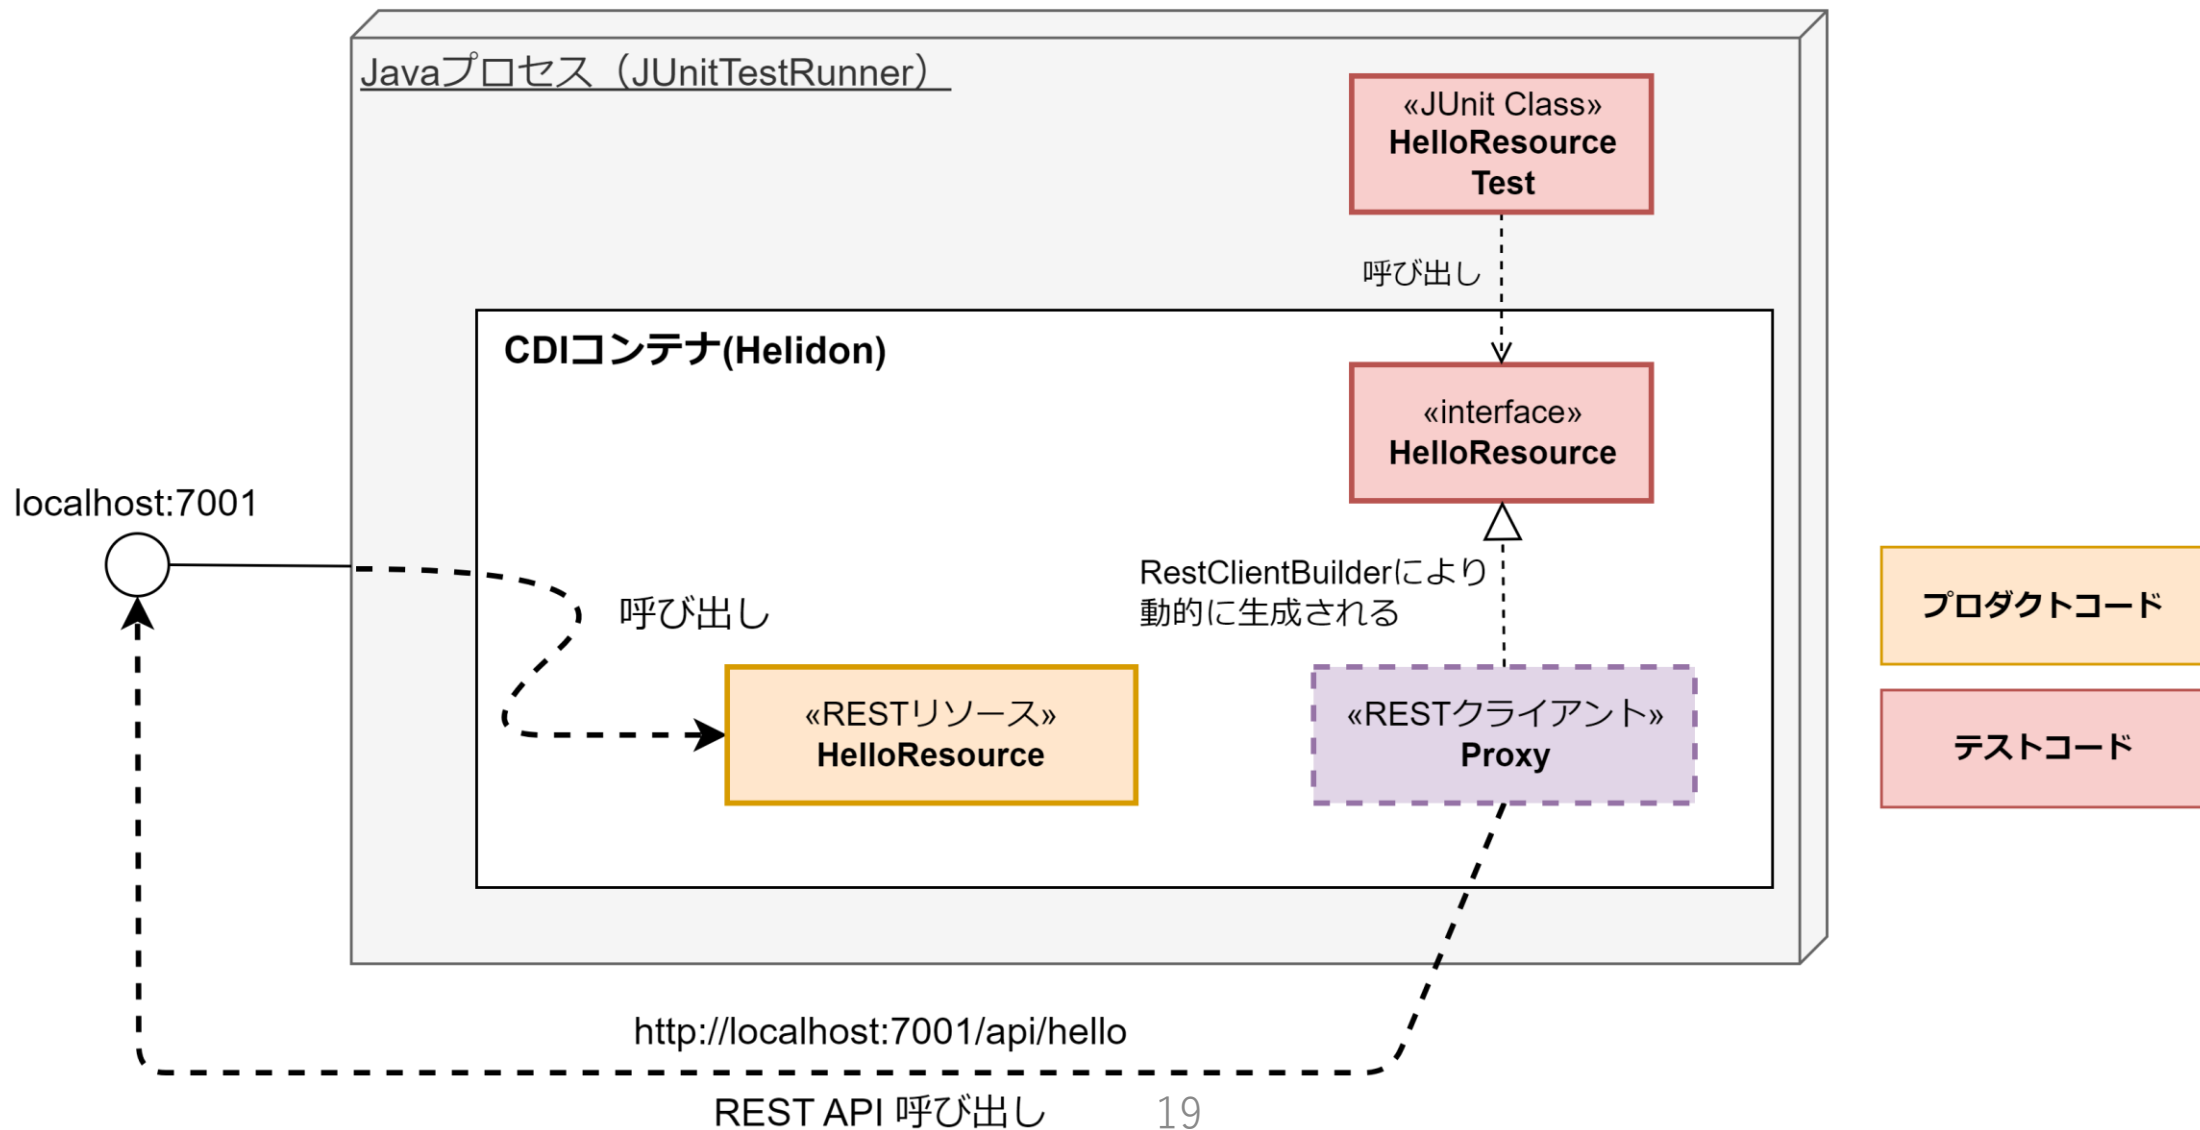 Javaプロセス（JUnitTestRunner）
«JUnit Class»
HelloResource
Test
呼び出し
CDIコンテナ(Helidon)
«interface»
HelloResource
localhost:7001
RestClientBuilderにより
動的に生成される
呼び出し
プロダクトコード
«RESTリソース»
HelloResource
«RESTクライアント»
Proxy
テストコード
http://localhost:7001/api/hello
REST API 呼び出し
19